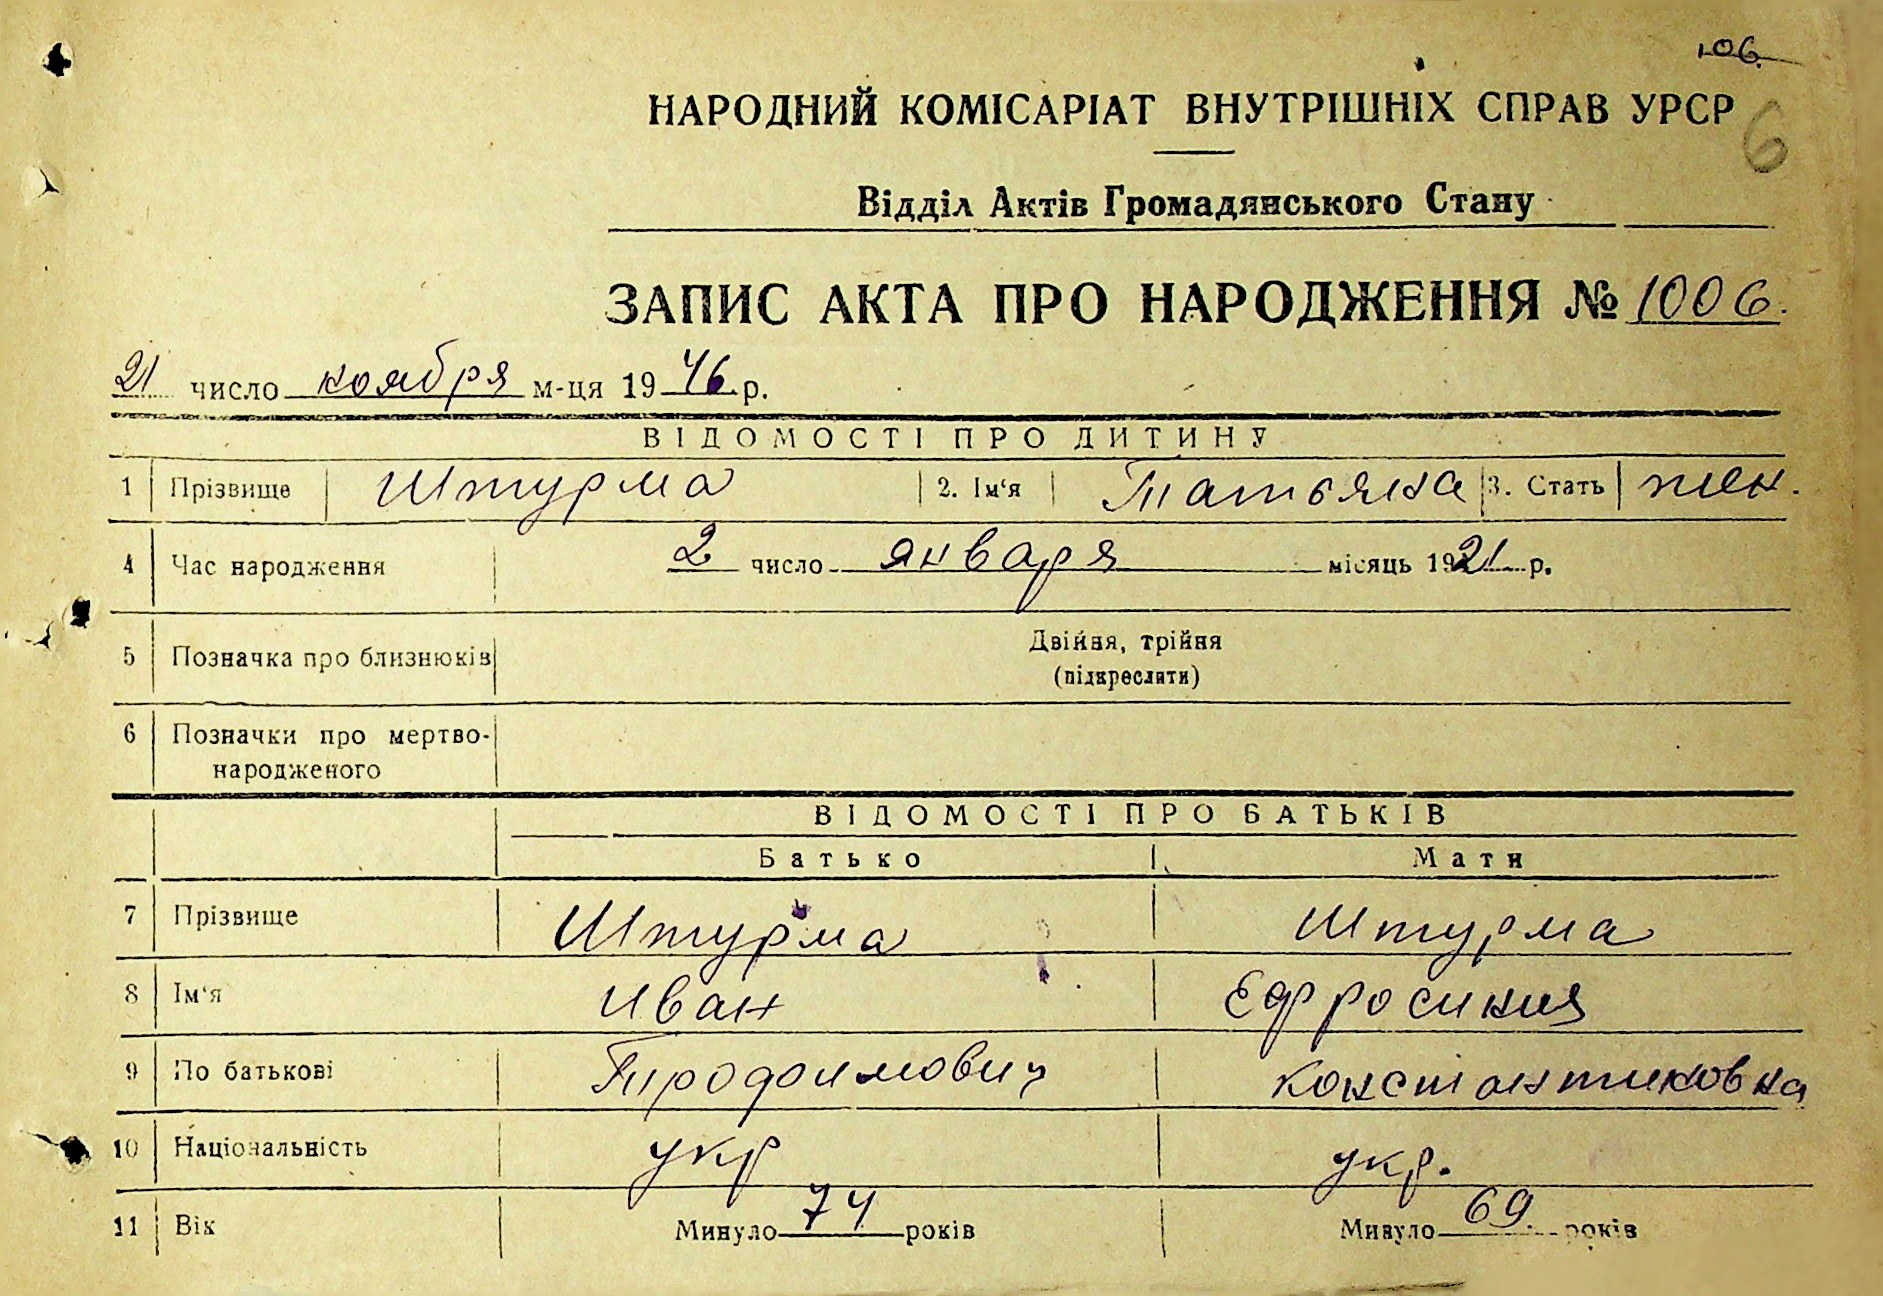 106.
НАРОДНИЙ КОМІСАРІАТ ВНУТРІШНІХ СПРАВ УРСР
6
Відділ Актів Громадянського Стану
ЗАПИС АКТА ПРО НАРОДЖЕННЯ № 1006.
21 число ноября м-ця 1946 р.
ВІДОМОСТІ ПРО ДИТИНУ
1 Прізвище Штурма 2. Ім'я Татьяна 3. Стать жен.
4 Час народження 2 число января місяць 1921 р.
5 Позначка про близнюків Двійня, трійня
(підкреслити)
6 Позначки про мертво-
народженого
ВІДОМОСТІ ПРО БАТЬКІВ
Батько Мати
7 Прізвище Штурма Штурма
8 Ім'я Иван Ефросиния
9 По батькові Трофимович Константиновна
10 Національність укр укр.
11 Вік Минуло 74 років Минуло 69. років